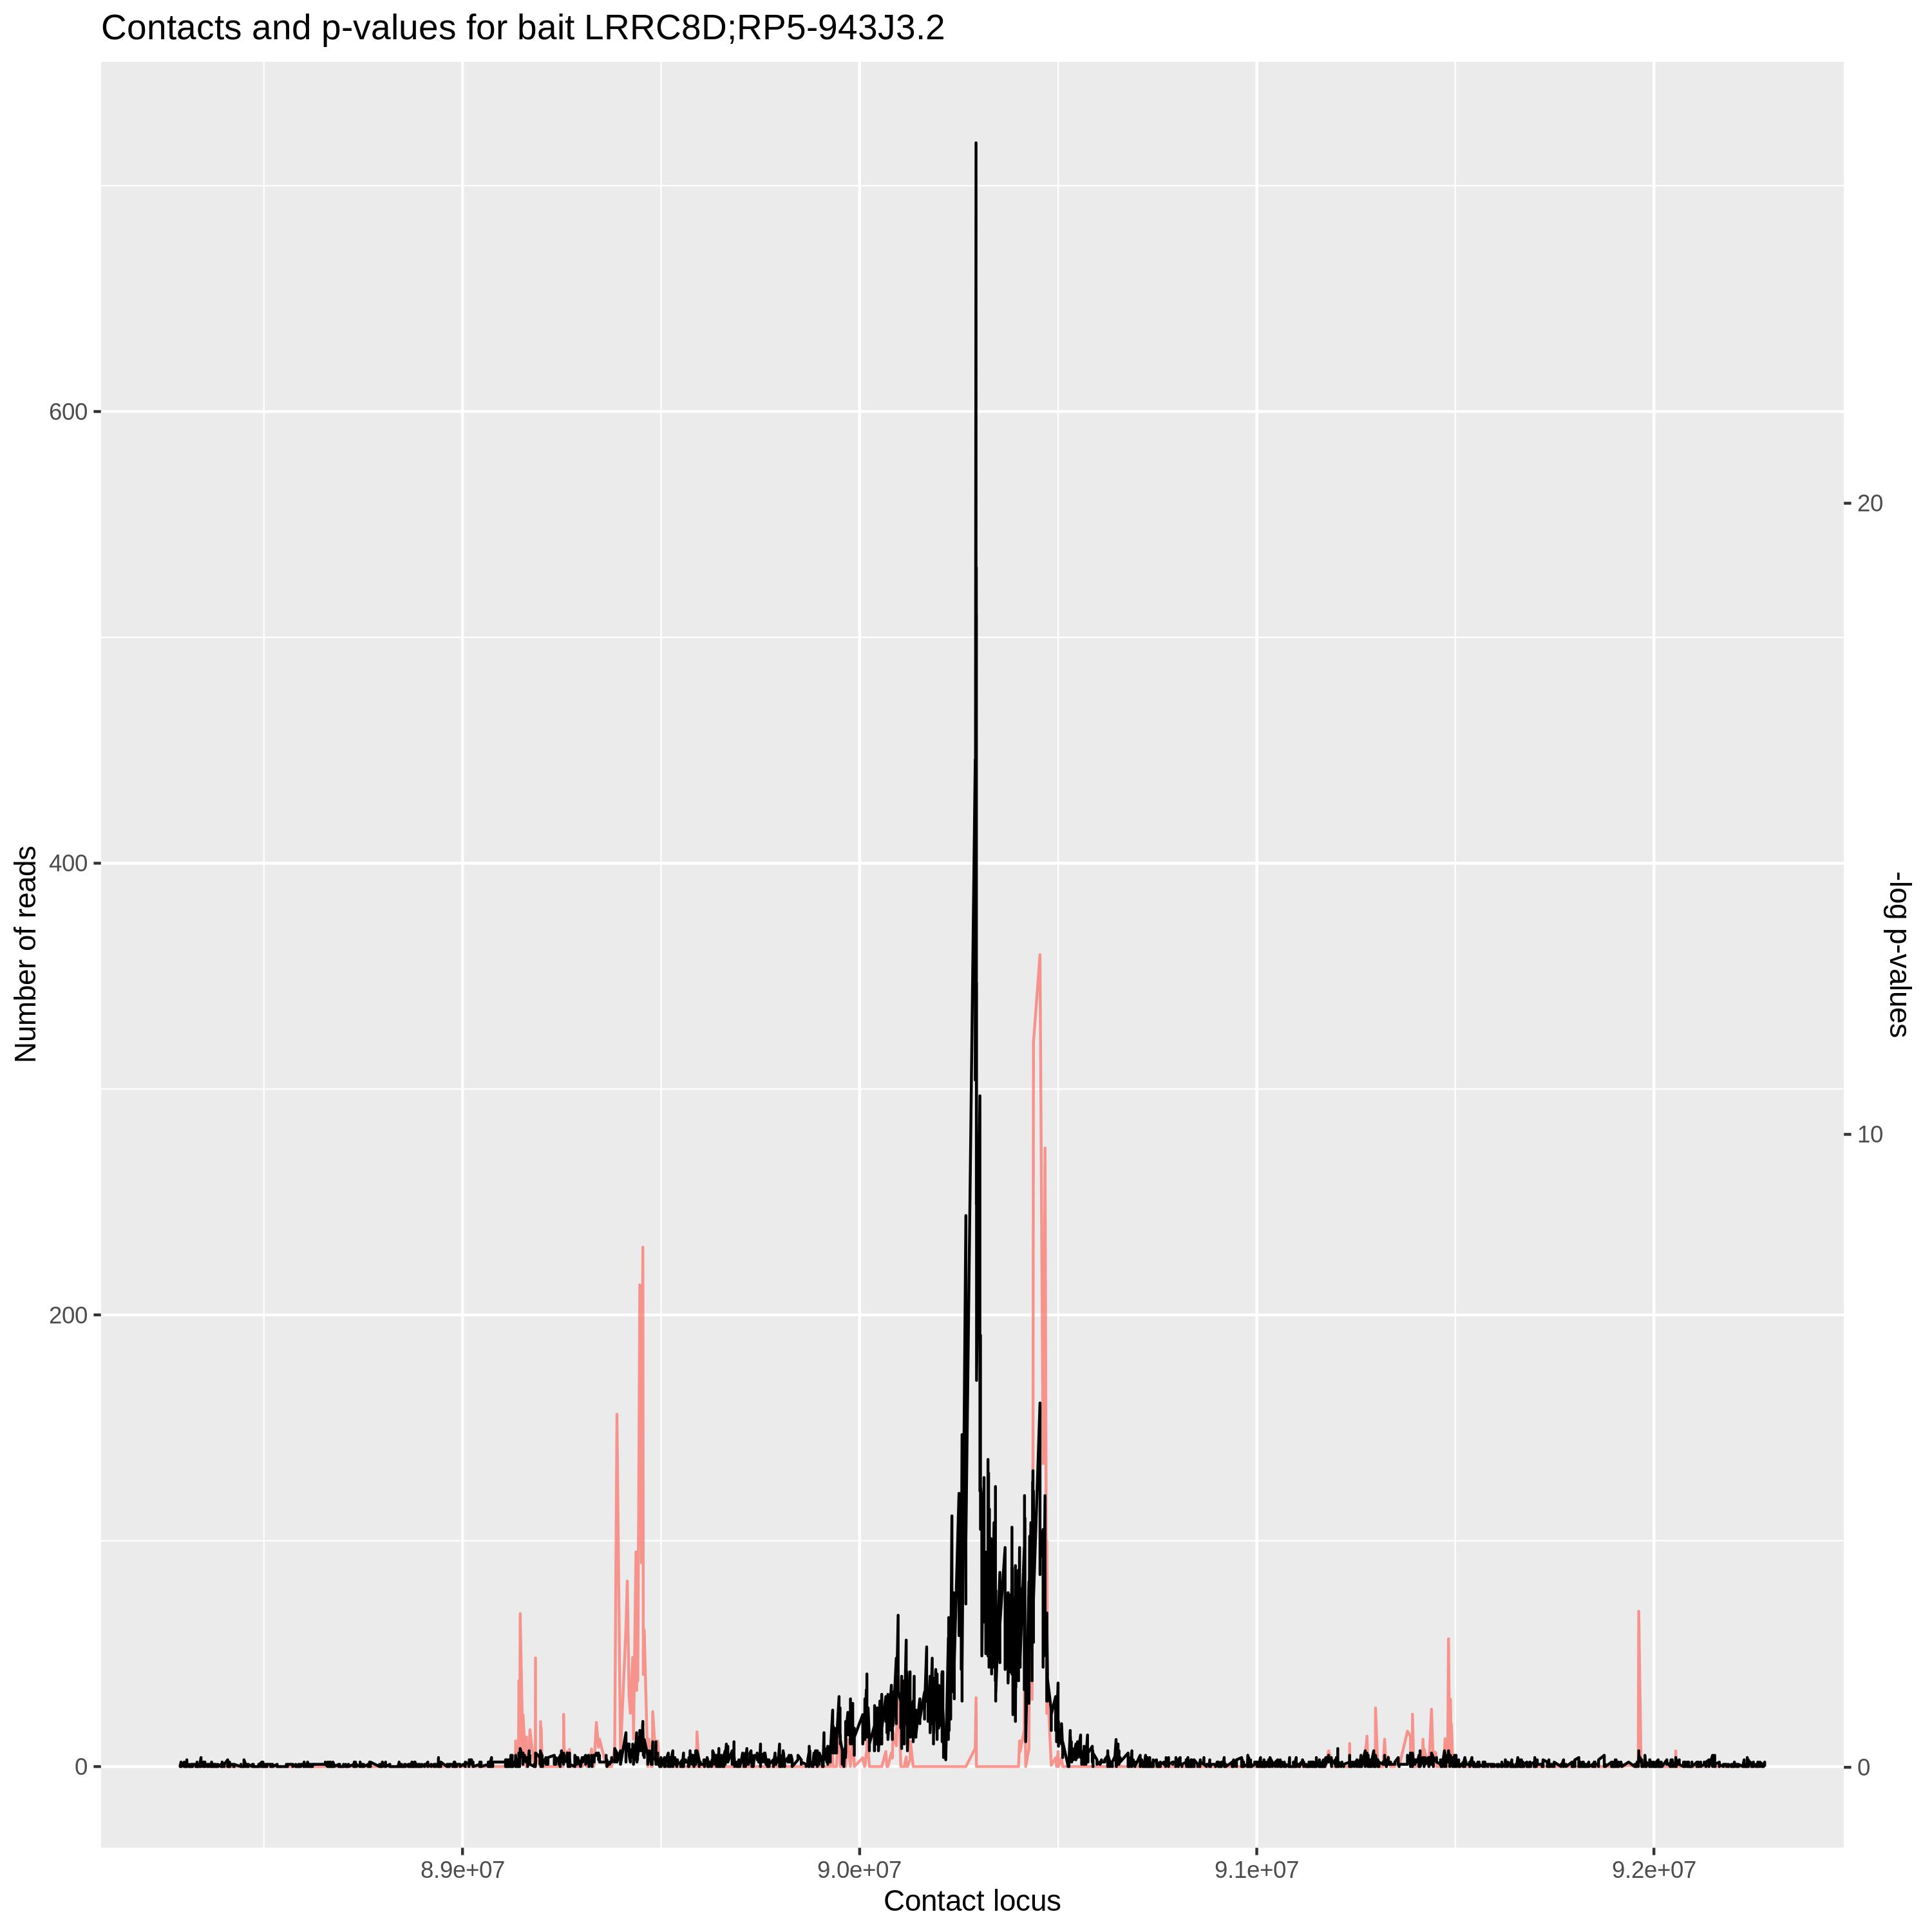 Contacts and p-values for bait LRRC8D;RP5-943J3.2
600
400
200
0
Number of reads
20
10
0
-log p-values
8.9e+07
9.0e+07
9.1e+07
9.2e+07
Contact locus